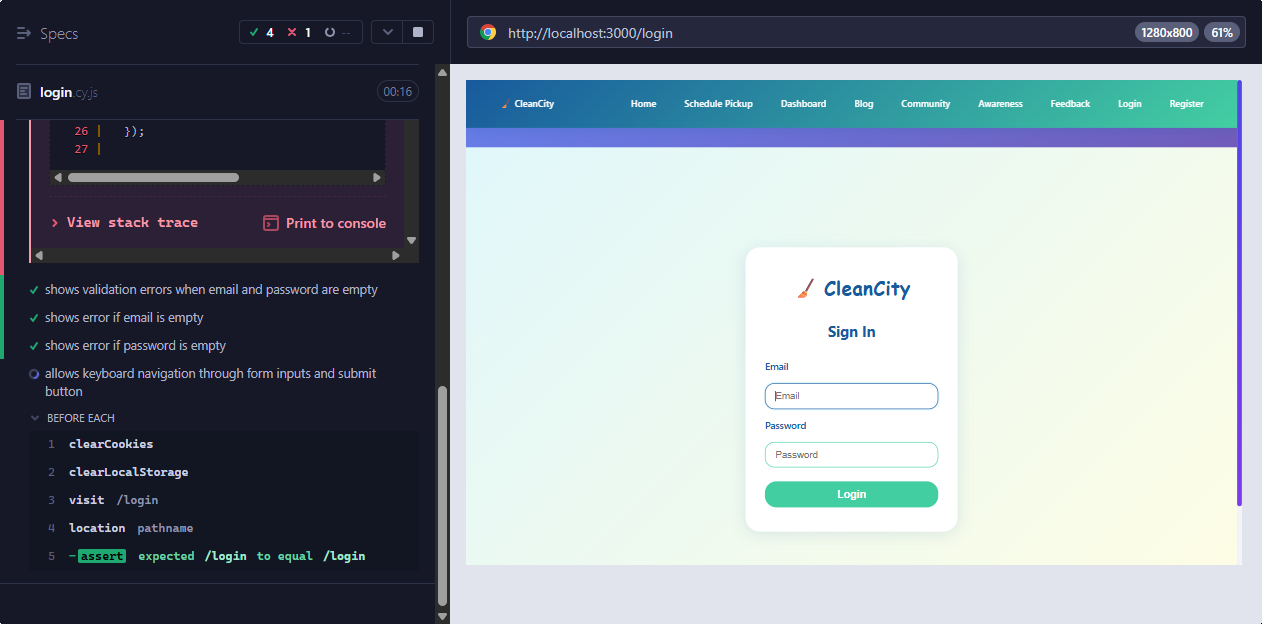 Specs
4 1 --
login.cy.js
00:16
26 | });
27 |
View stack trace
Print to console
shows validation errors when email and password are empty
shows error if email is empty
shows error if password is empty
allows keyboard navigation through form inputs and submit
button
BEFORE EACH
1 clearCookies
2 clearLocalStorage
3 visit /login
4 location pathname
5 -assert expected /login to equal /login
http://localhost:3000/login
1280x800
61%
CleanCity Home Schedule Pickup Dashboard Blog Community Awareness Feedback Login Register
CleanCity
Sign In
Email
Email
Password
Password
Login